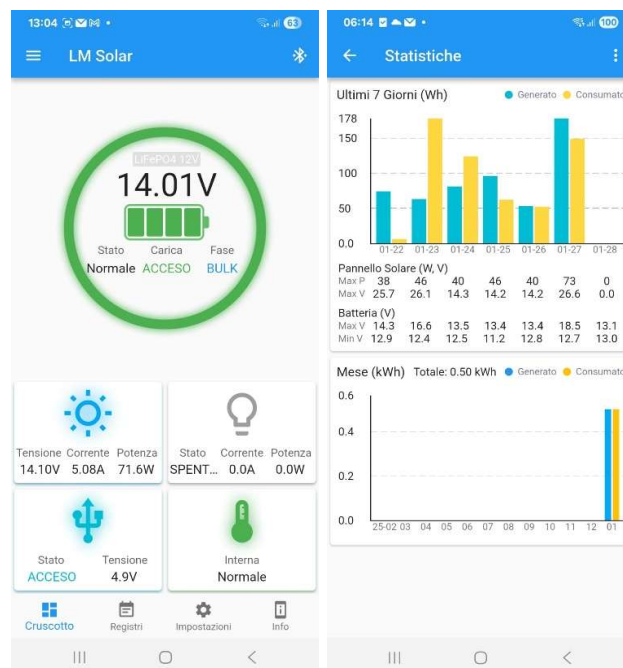 13:04
63
LM Solar
LiFePO4 12V
14.01V
Stato Carica Fase
Normale ACCESO BULK
Tensione Corrente Potenza
14.10V 5.08A 71.6W
Stato Corrente Potenza
SPENT... 0.0A 0.0W
Stato Tensione
ACCESO 4.9V
Interna
Normale
Cruscotto Registri Impostazioni Info
06:14
100
Statistiche
Ultimi 7 Giorni (Wh) Generato Consumato
178
150
100
50
0.0
01-22 01-23 01-24 01-25 01-26 01-27 01-28
Pannello Solare (W, V)
Max P 38 46 40 46 40 73 0
Max V 25.7 26.1 14.3 14.2 14.2 26.6 0.0
Batteria (V)
Max V 14.3 16.6 13.5 13.4 13.4 18.5 13.1
Min V 12.9 12.4 12.5 11.2 12.8 12.7 13.0
Mese (kWh) Totale: 0.50 kWh Generato Consumato
0.6
0.4
0.2
0.0
25-02 03 04 05 06 07 08 09 10 11 12 01